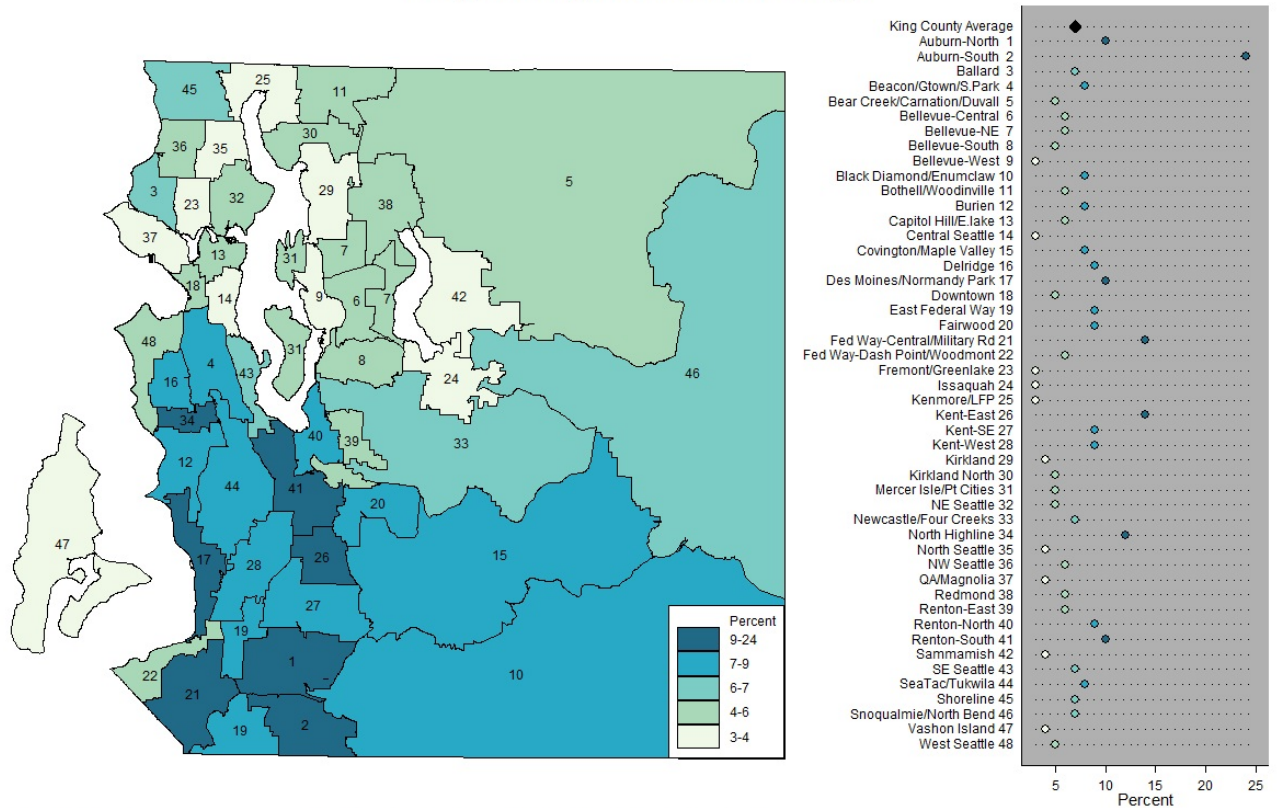 45
25
11
30
36
35
5
29
3
32
38
23
37
13
7
31
18
42
14
9
6
7
48
31
8
4
46
43
16
24
34
40
39
33
12
44
41
20
47
17
28
26
15
27
19
1
22
10
21
19
2
Percent
9-24
7-9
6-7
4-6
3-4
King County Average
Auburn-North 1
Auburn-South 2
Ballard 3
Beacon/Gtown/S.Park 4
Bear Creek/Carnation/Duvall 5
Bellevue-Central 6
Bellevue-NE 7
Bellevue-South 8
Bellevue-West 9
Black Diamond/Enumclaw 10
Bothell/Woodinville 11
Burien 12
Capitol Hill/E.lake 13
Central Seattle 14
Covington/Maple Valley 15
Delridge 16
Des Moines/Normandy Park 17
Downtown 18
East Federal Way 19
Fairwood 20
Fed Way-Central/Military Rd 21
Fed Way-Dash Point/Woodmont 22
Fremont/Greenlake 23
Issaquah 24
Kenmore/LFP 25
Kent-East 26
Kent-SE 27
Kent-West 28
Kirkland 29
Kirkland North 30
Mercer Isle/Pt Cities 31
NE Seattle 32
Newcastle/Four Creeks 33
North Highline 34
North Seattle 35
NW Seattle 36
QA/Magnolia 37
Redmond 38
Renton-East 39
Renton-North 40
Renton-South 41
Sammamish 42
SE Seattle 43
SeaTac/Tukwila 44
Shoreline 45
Snoqualmie/North Bend 46
Vashon Island 47
West Seattle 48
5 10 15 20 25
Percent